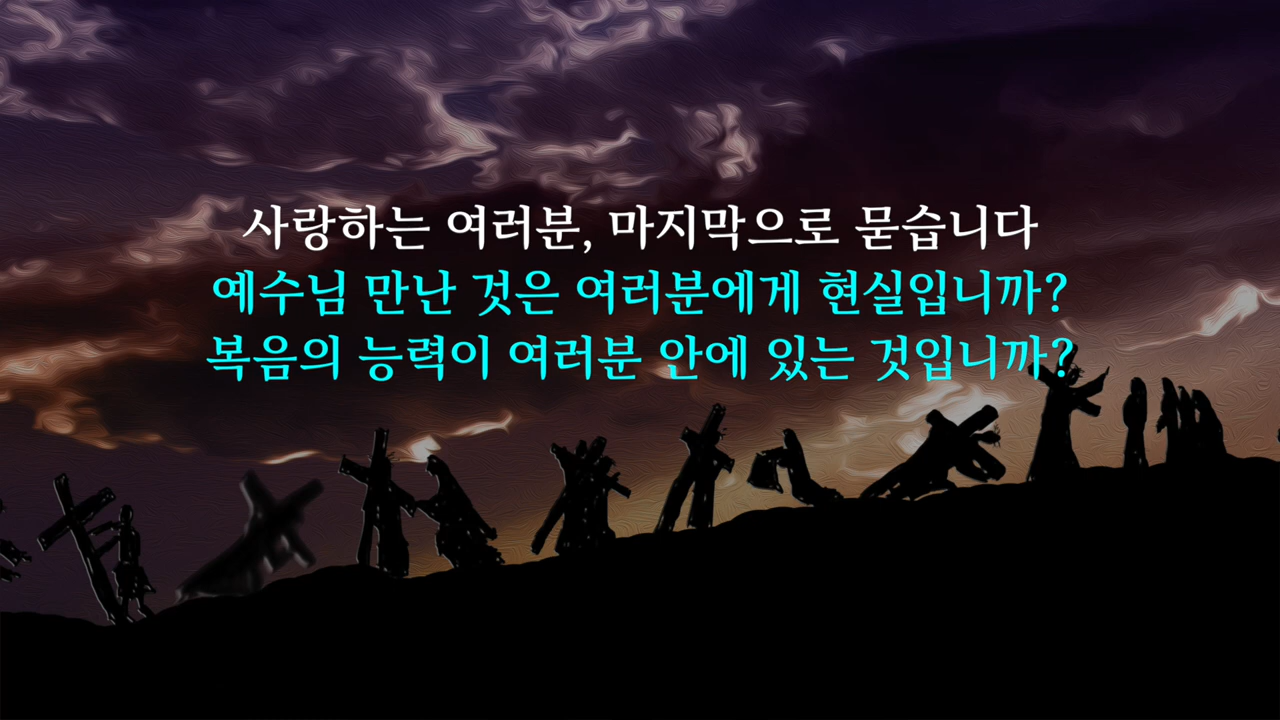 사랑하는 여러분, 마지막으로 묻습니다
예수님 만난 것은 여러분에게 현실입니까?
복음의 능력이 여러분 안에 있는 것입니까?